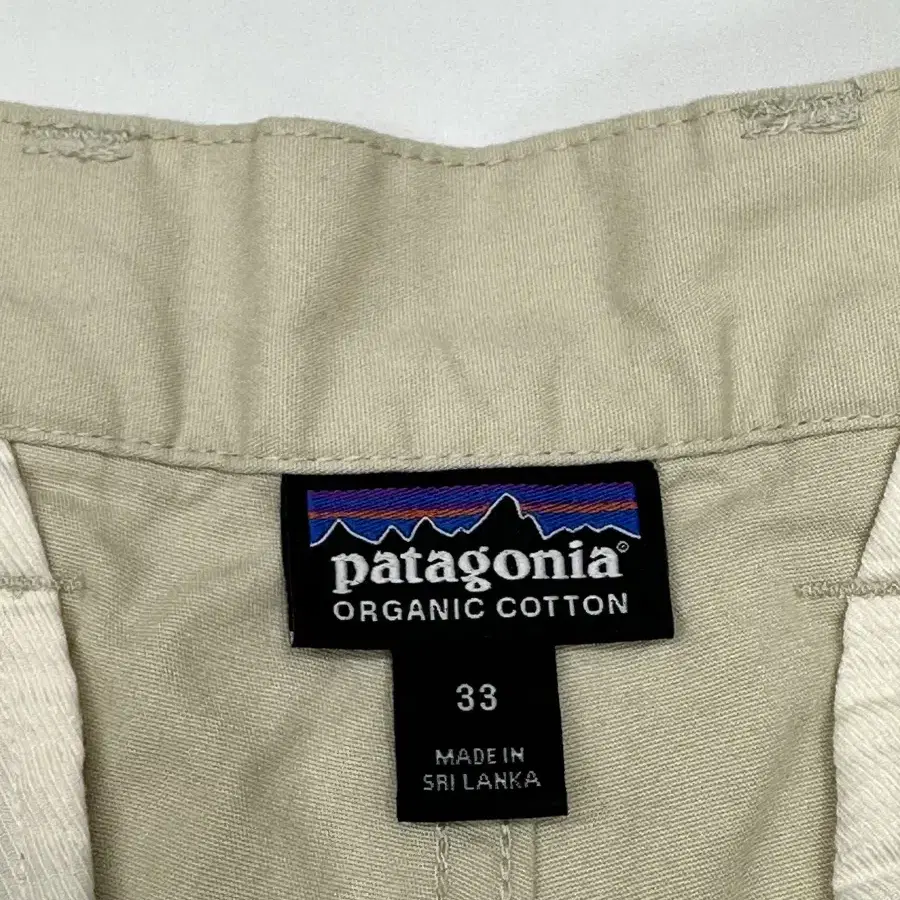 patagonia®
ORGANIC COTTON
33
MADE IN
SRI LANKA